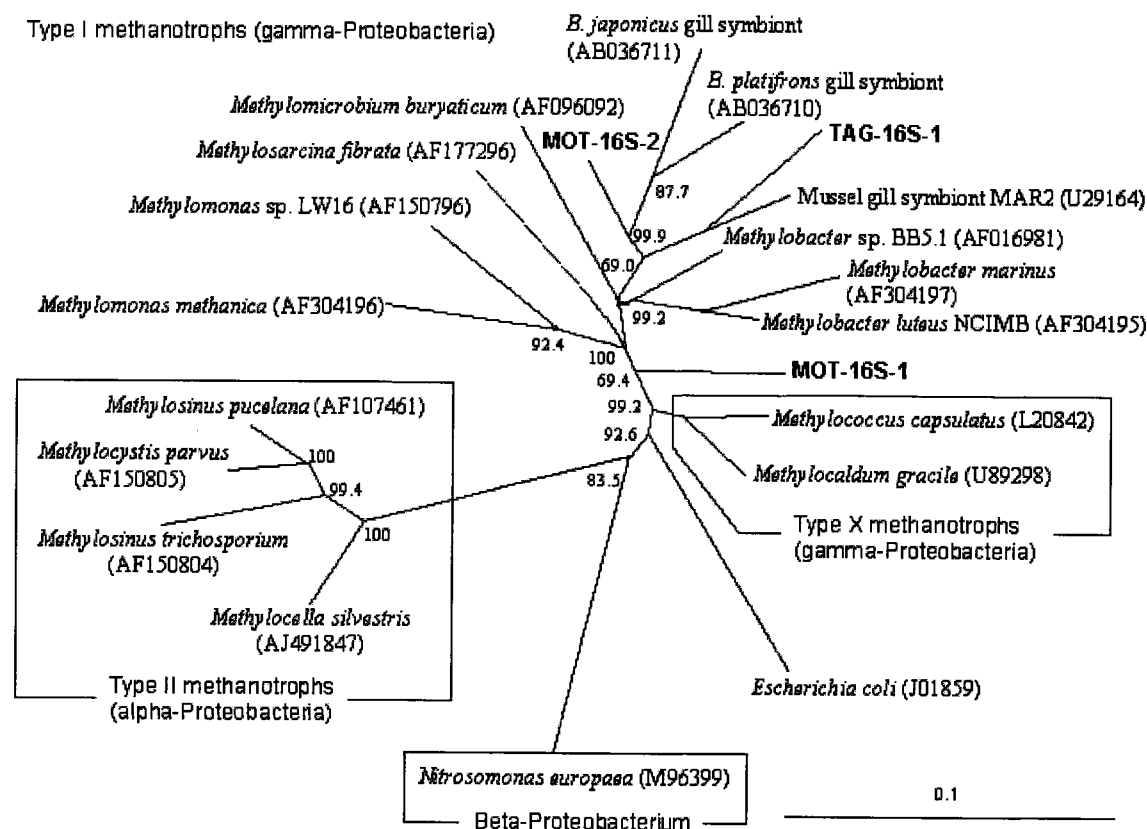 Type I methanotrophs (gamma-Proteobacteria)
B. japonicus gill symbiont
(AB036711)
B. platifrons gill symbiont
(AB036710)
Methylomicrobium buryaticum (AF096092)
MOT-16S-2
TAG-16S-1
Methylosarcina fibrata (AF177296)
87.7
Mussel gill symbiont MAR2 (U29164)
Methylomonas sp. LW16 (AF150796)
99.9
Methylobacter sp. BB5.1 (AF016981)
69.0
Methylobacter marinus
(AF304197)
Methylomonas methanica (AF304196)
99.2
Methylobacter luteus NCIMB (AF304195)
92.4
100
69.4
MOT-16S-1
Methylosinus pucelana (AF107461)
99.2
Methylococcus capsulatus (L20842)
92.6
Methylocystis parvus
(AF150805)
100
83.5
Methylocaldum gracile (U89298)
99.4
Methylosinus trichosporium
(AF150804)
100
Type X methanotrophs
(gamma-Proteobacteria)
Methylocella silvestris
(AJ491847)
Type II methanotrophs
(alpha-Proteobacteria)
Escherichia coli (J01859)
Nitrosomonas europaea (M96399)
Beta-Proteobacterium
0.1